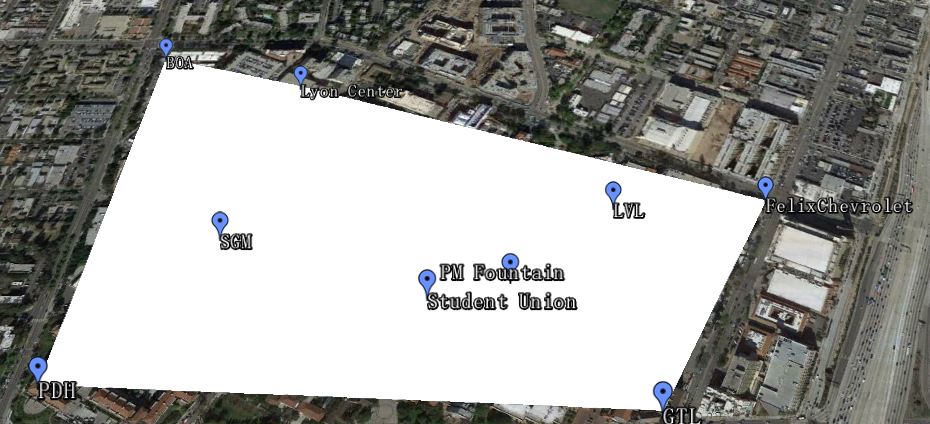 BOA
Lyon Center
FelixChevrolet
LVL
SGM
PM Fountain
Student Union
PDH
GTL